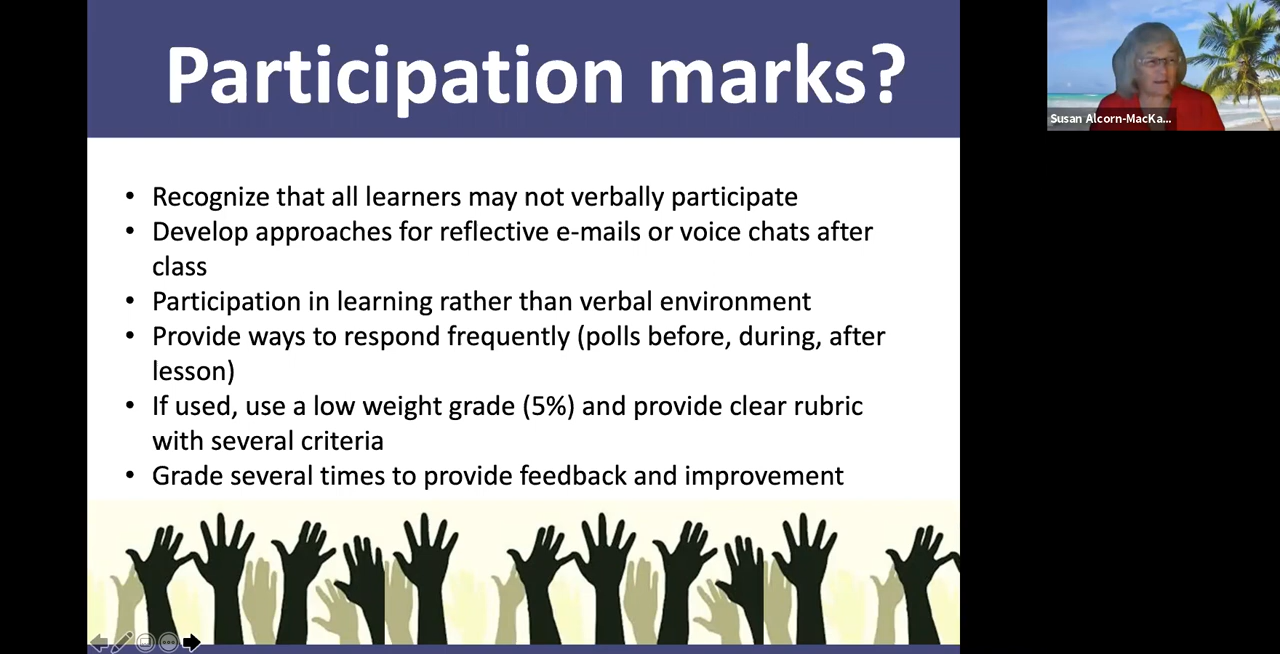 Participation marks?
Susan Alcorn-MacKa...
• Recognize that all learners may not verbally participate
• Develop approaches for reflective e-mails or voice chats after
class
• Participation in learning rather than verbal environment
• Provide ways to respond frequently (polls before, during, after
lesson)
• If used, use a low weight grade (5%) and provide clear rubric
with several criteria
• Grade several times to provide feedback and improvement